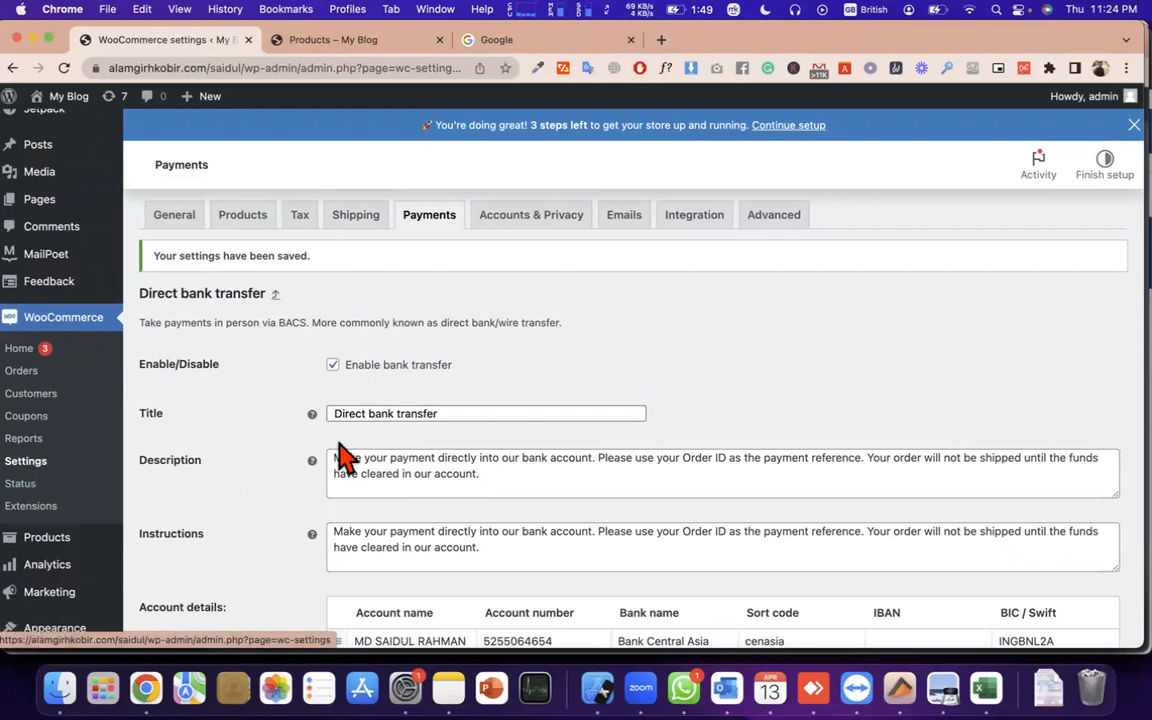 Chrome File Edit View History Bookmarks Profiles Tab Window Help 69 KB/s 4 KB/s 1:49 British Thu 11:24 PM
WooCommerce settings < My B Products – My Blog Google
alamgirhkobir.com/saidul/wp-admin/admin.php?page=wc-setting...
>11K
My Blog 7 0 New Howdy, admin
Jetpack
Posts
Media
Pages
Comments
MailPoet
Feedback
WooCommerce
Home 3
Orders
Customers
Coupons
Reports
Settings
Status
Extensions
Products
Analytics
Marketing
Appearance
🚀 You're doing great! 3 steps left to get your store up and running. Continue setup
Payments
Activity
Finish setup
General Products Tax Shipping Payments Accounts & Privacy Emails Integration Advanced
Your settings have been saved.
Direct bank transfer
Take payments in person via BACS. More commonly known as direct bank/wire transfer.
Enable/Disable Enable bank transfer
Title Direct bank transfer
Description
your payment directly into our bank account. Please use your Order ID as the payment reference. Your order will not be shipped until the funds
have cleared in our account.
Instructions
Make your payment directly into our bank account. Please use your Order ID as the payment reference. Your order will not be shipped until the funds
have cleared in our account.
Account details:
Account name Account number Bank name Sort code IBAN BIC / Swift
MD SAIDUL RAHMAN 5255064654 Bank Central Asia cenasia INGBNL2A
https://alamgirhkobir.com/saidul/wp-admin/admin.php?page=wc-settings
1 zoom 1 APR 13